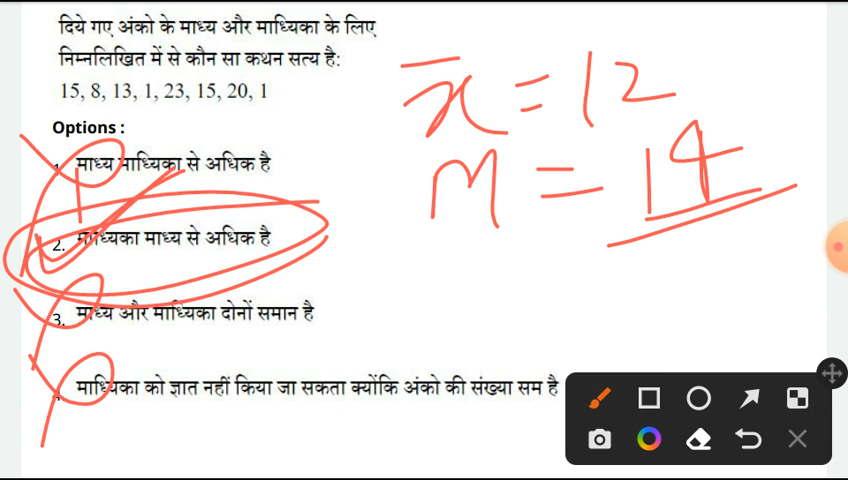 दिये गए अंको के माध्य और माध्यिका के लिए
निम्नलिखित में से कौन सा कथन सत्य है:
15, 8, 13, 1, 23, 15, 20, 1
Options :
1. माध्य माध्यिका से अधिक है
2. माध्यिका माध्य से अधिक है
3. माध्य और माध्यिका दोनों समान है
माध्यिका को ज्ञात नहीं किया जा सकता क्योंकि अंको की संख्या सम है
x̅ = 12
M = 14